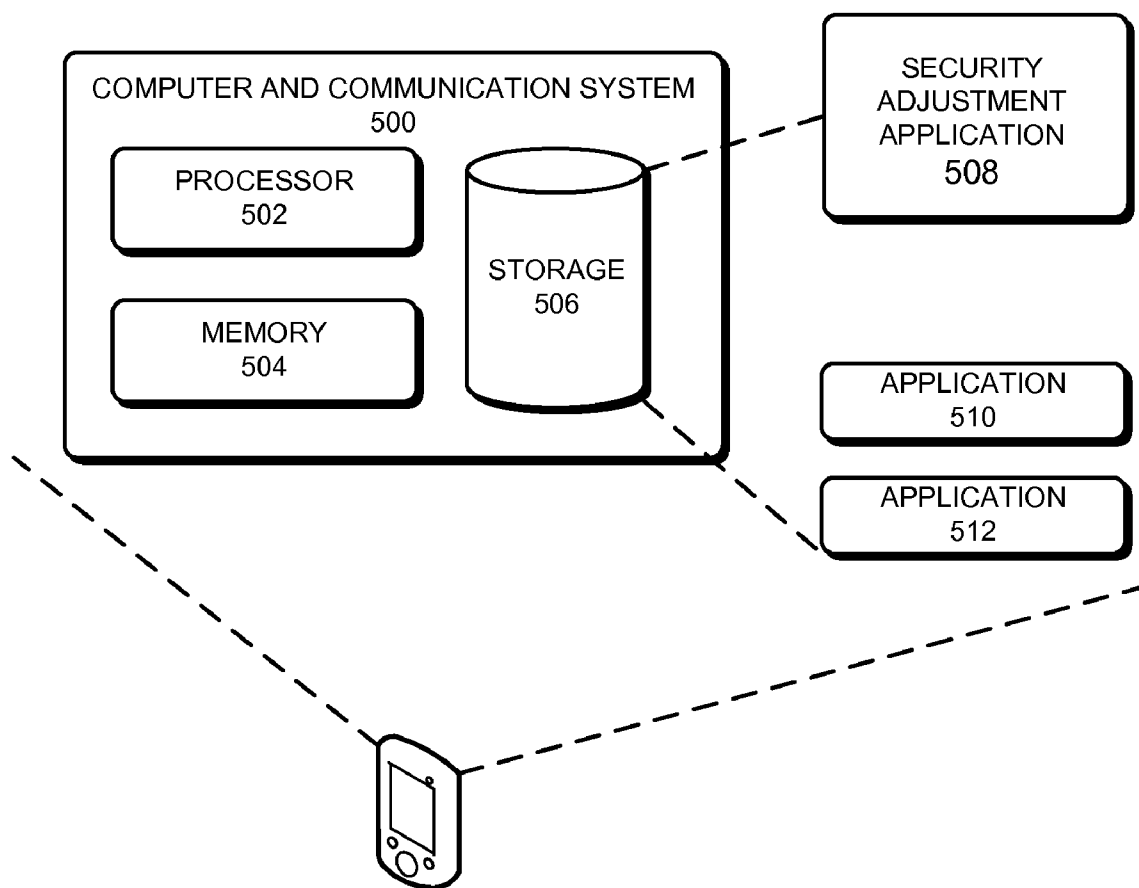 COMPUTER AND COMMUNICATION SYSTEM
500
PROCESSOR
502
MEMORY
504
STORAGE
506
SECURITY
ADJUSTMENT
APPLICATION
508
APPLICATION
510
APPLICATION
512